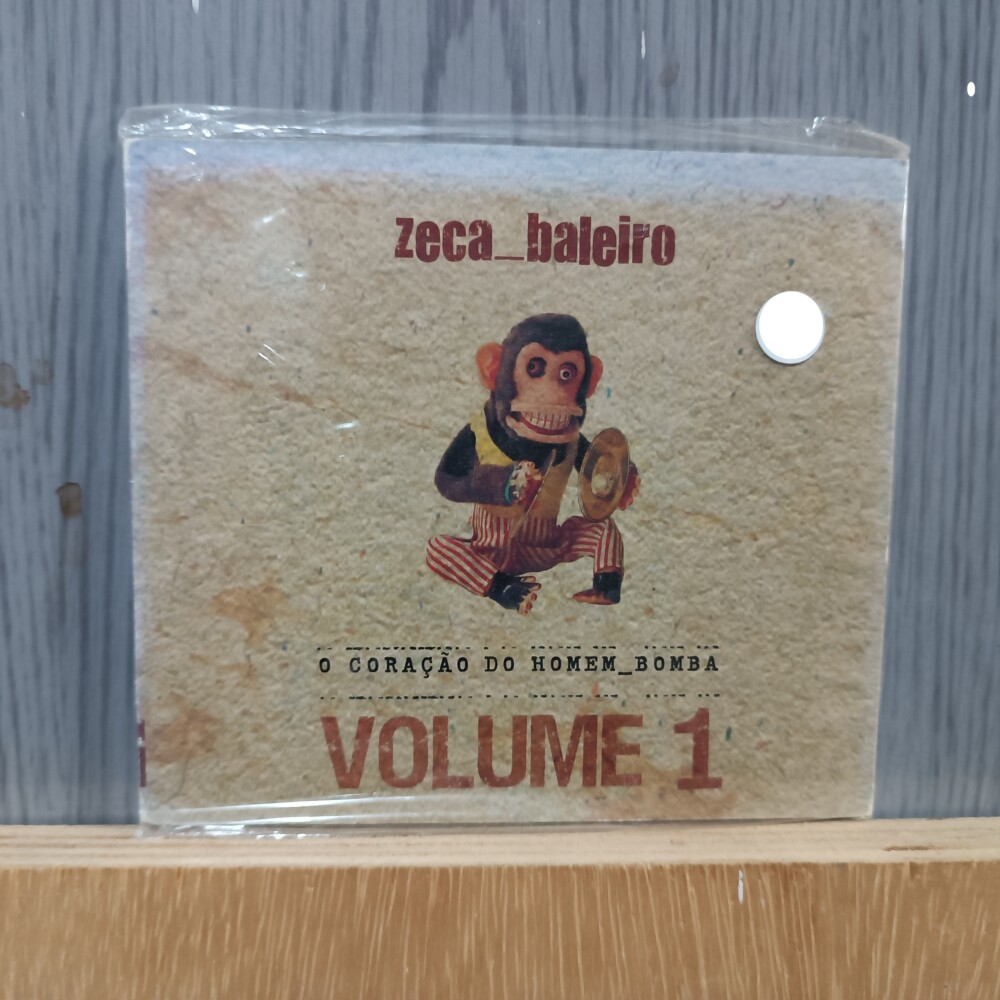 zeca_baleiro
O CORAÇÃO DO HOMEM_BOMBA
VOLUME 1